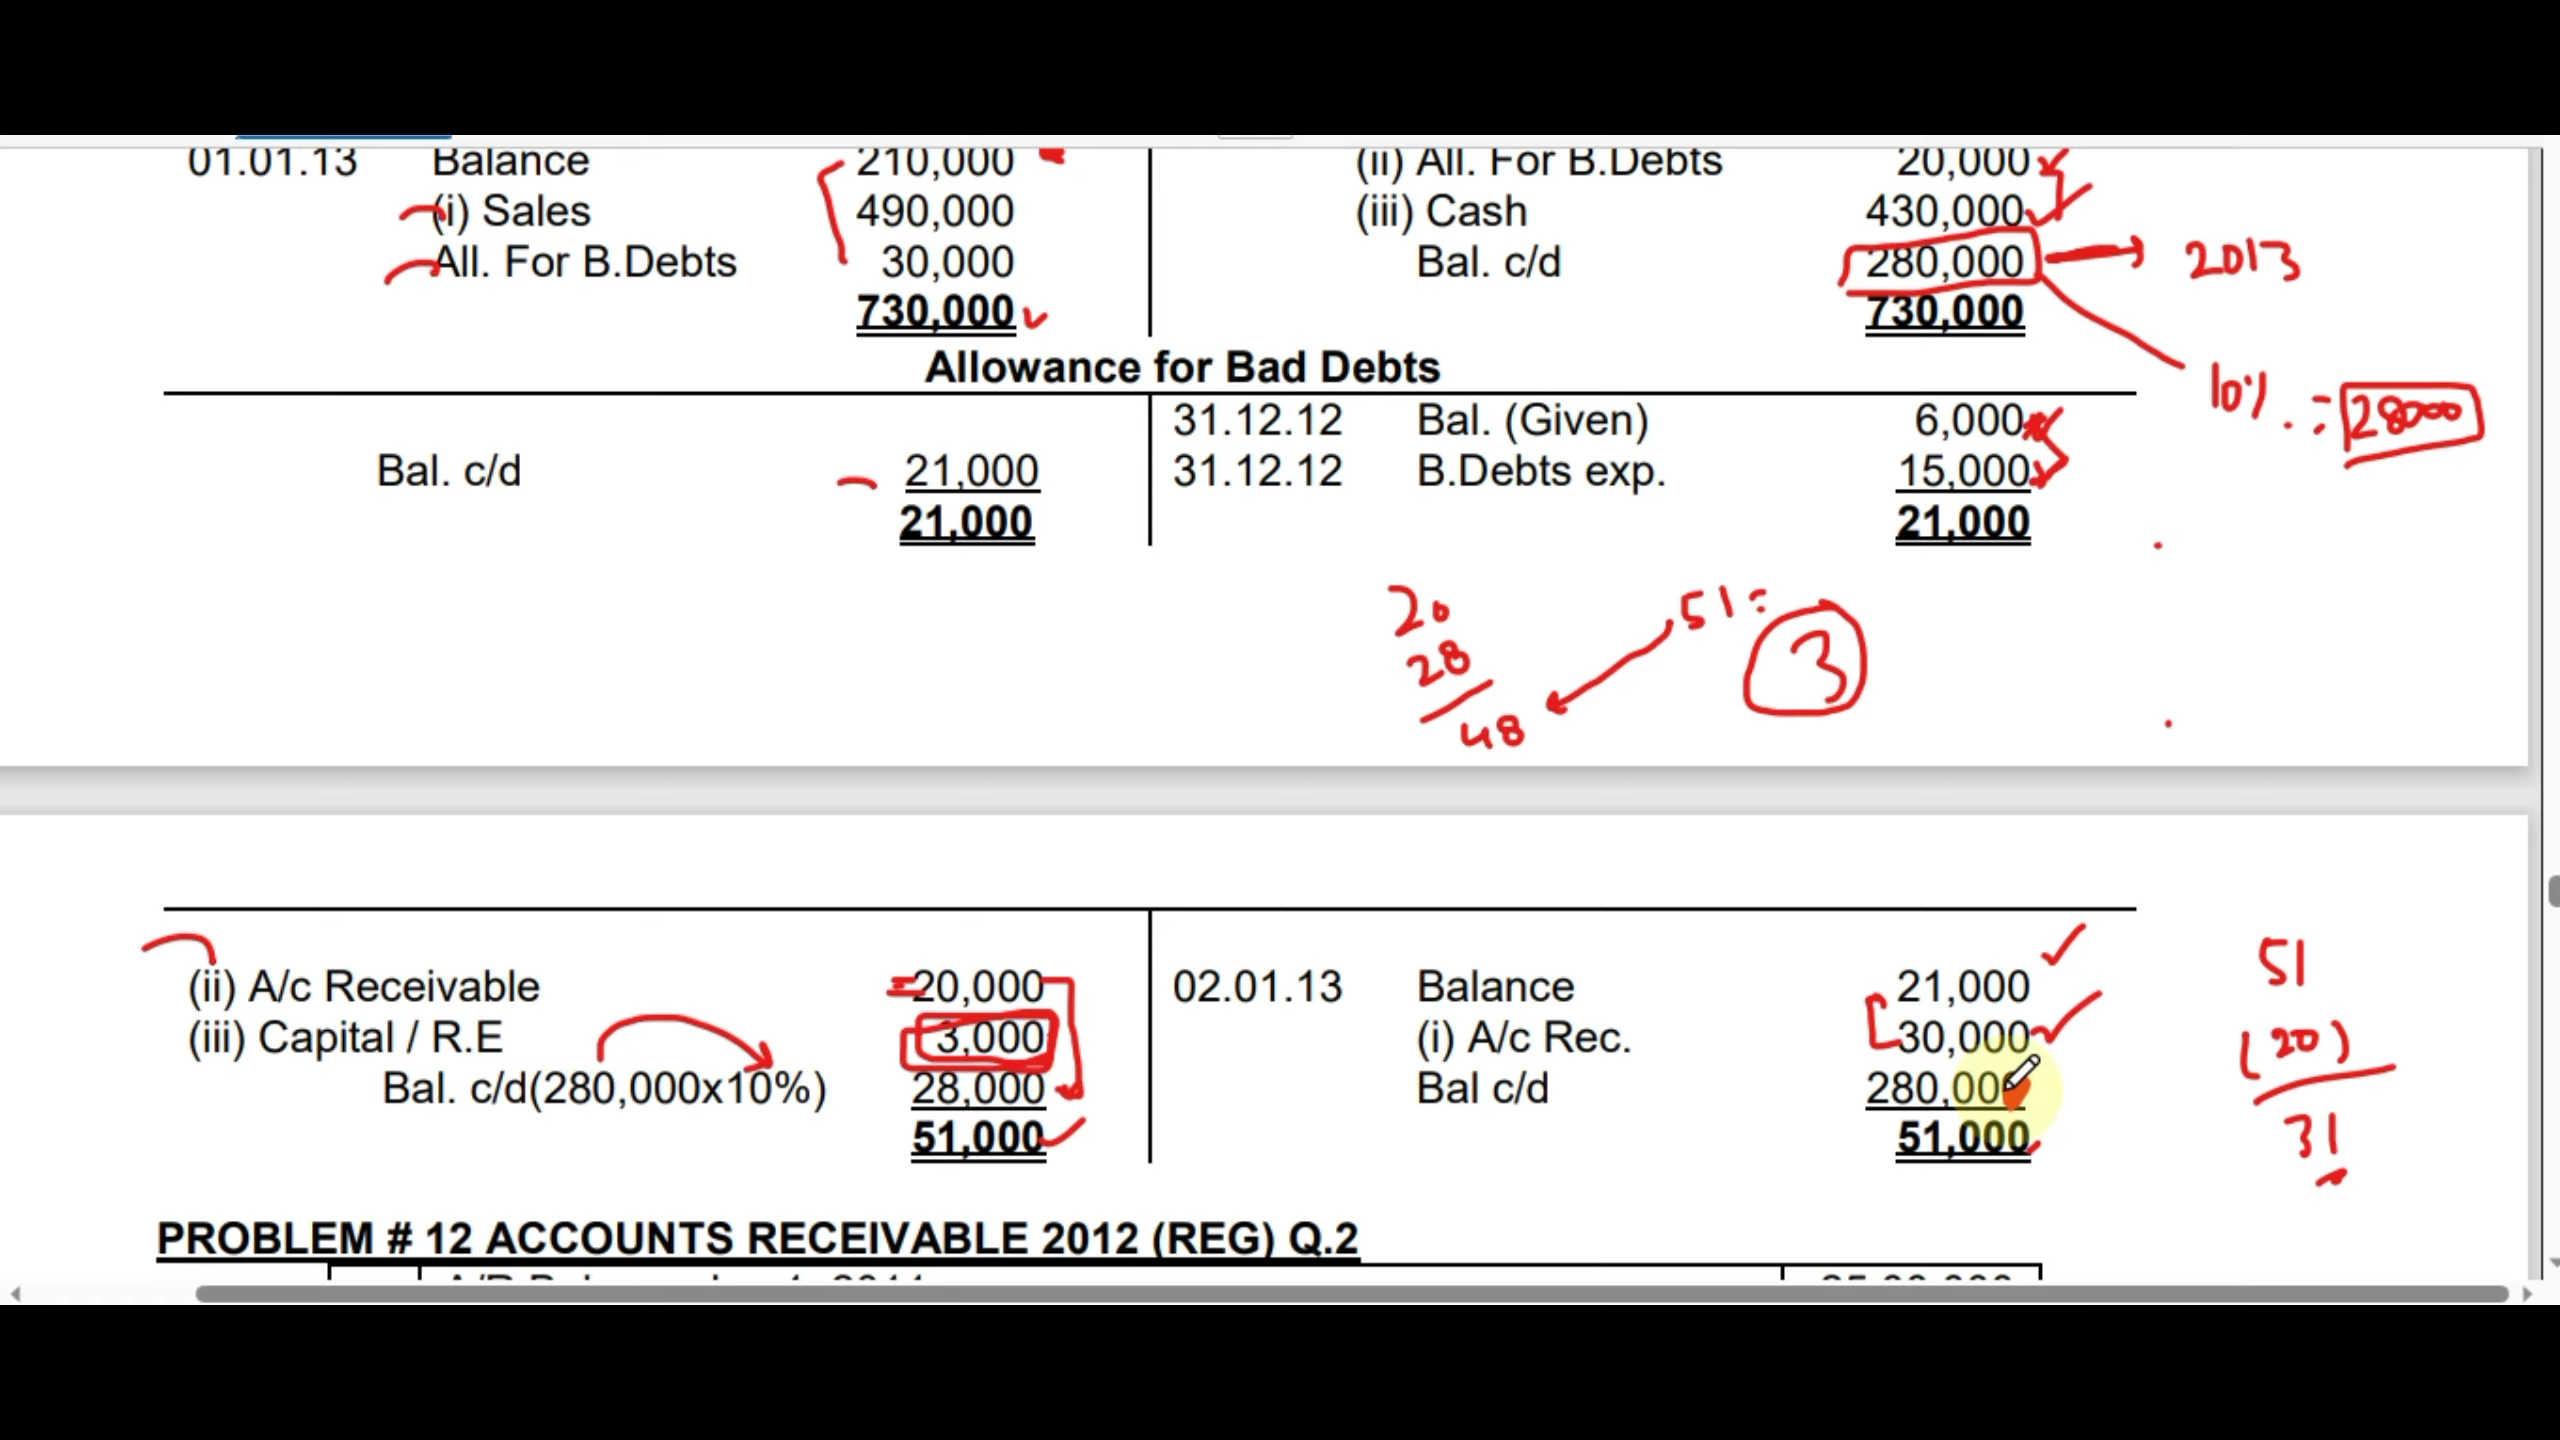 01.01.13 Balance 210,000 (ii) All. For B.Debts 20,000
(i) Sales 490,000 (iii) Cash 430,000
All. For B.Debts 30,000 Bal. c/d 280,000 2013
730,000 730,000
Allowance for Bad Debts
10% = 28000
31.12.12 Bal. (Given) 6,000
Bal. c/d 21,000 31.12.12 B.Debts exp. 15,000
21,000 21,000
20 51 =
28 3
48
(ii) A/c Receivable 20,000 02.01.13 Balance 21,000 51
(iii) Capital / R.E 3,000 (i) A/c Rec. 30,000 (20)
Bal. c/d(280,000x10%) 28,000 Bal c/d 280,000
51,000 51,000 31
PROBLEM # 12 ACCOUNTS RECEIVABLE 2012 (REG) Q.2